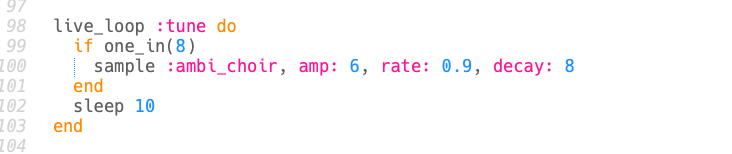 97
98 live_loop :tune do
99 if one_in(8)
100 sample :ambi_choir, amp: 6, rate: 0.9, decay: 8
101 end
102 sleep 10
103 end
104